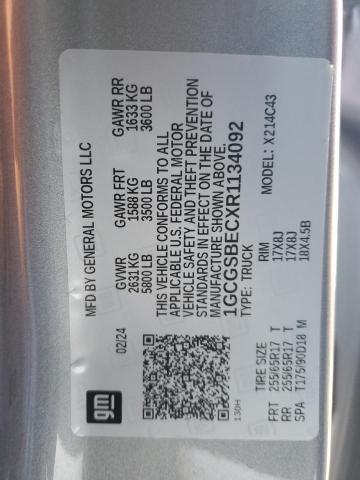 MFD BY GENERAL MOTORS LLC
02/24
GVWR GAWR FRT GAWR RR
2631 KG 1588 KG 1633 KG
5800 LB 3500 LB 3600 LB
THIS VEHICLE CONFORMS TO ALL
APPLICABLE U.S. FEDERAL MOTOR
VEHICLE SAFETY AND THEFT PREVENTION
STANDARDS IN EFFECT ON THE DATE OF
MANUFACTURE SHOWN ABOVE.
1GCGSBECXR1134092
TYPE: TRUCK MODEL: X214C43
gm
130H
TIRE SIZE RIM
FRT 255/65R17 T 17X8J
RR 255/65R17 T 17X8J
SPA T175/90D18 M 18X4.5B